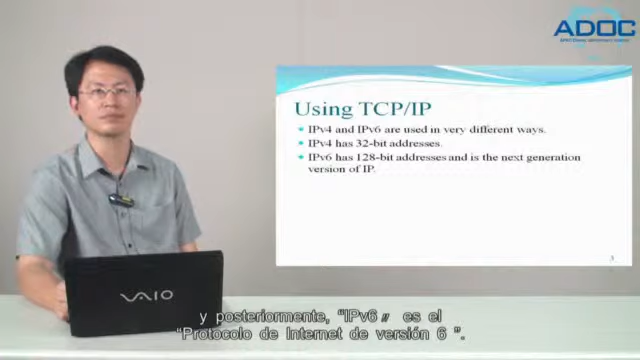 ADOC
Using TCP/IP
IPv4 and IPv6 are used in very different ways.
IPv4 has 32-bit addresses.
IPv6 has 128-bit addresses and is the next generation
version of IP.
3
VAIO
y posteriormente, "IPv6" es el
"Protocolo de Internet de versión 6 ".